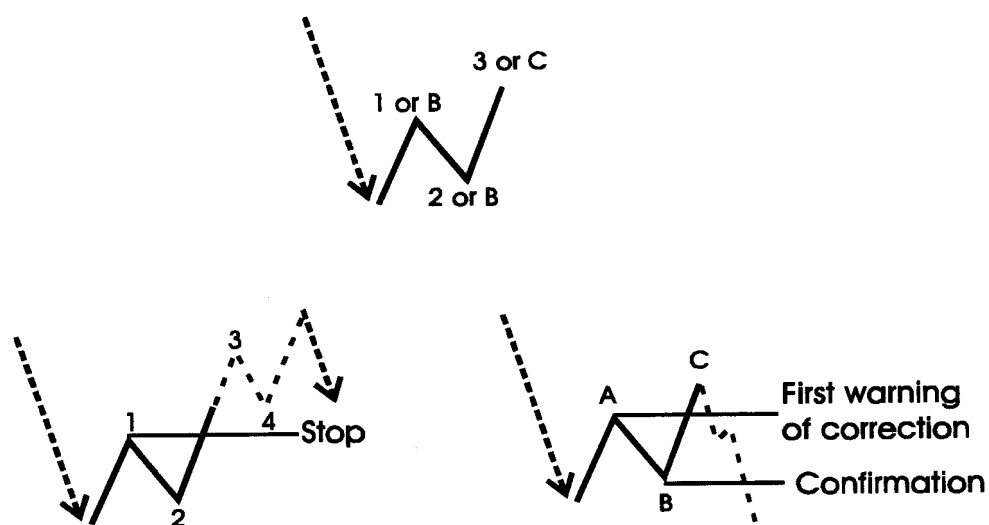 3 or C
1 or B
2 or B
3
1
4
Stop
2
C
A
First warning
of correction
B
Confirmation